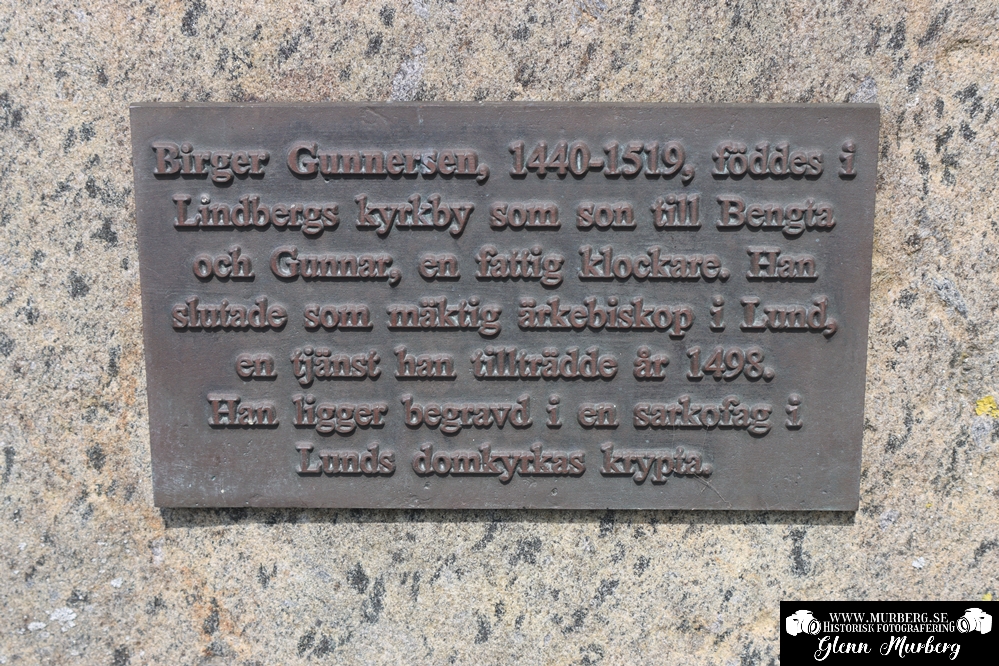 Birger Gunnersen, 1440-1519, föddes i
Lindbergs kyrkby som son till Bengta
och Gunnar, en fattig klockare. Han
slutade som mäktig ärkebiskop i Lund,
en tjänst han tillträdde år 1498.
Han ligger begravd i en sarkofag i
Lunds domkyrkas krypta.
WWW.MURBERG.SE
HISTORISK FOTOGRAFERING
Glenn Murberg